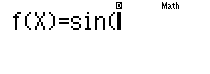 D Math
f(X)=sin(